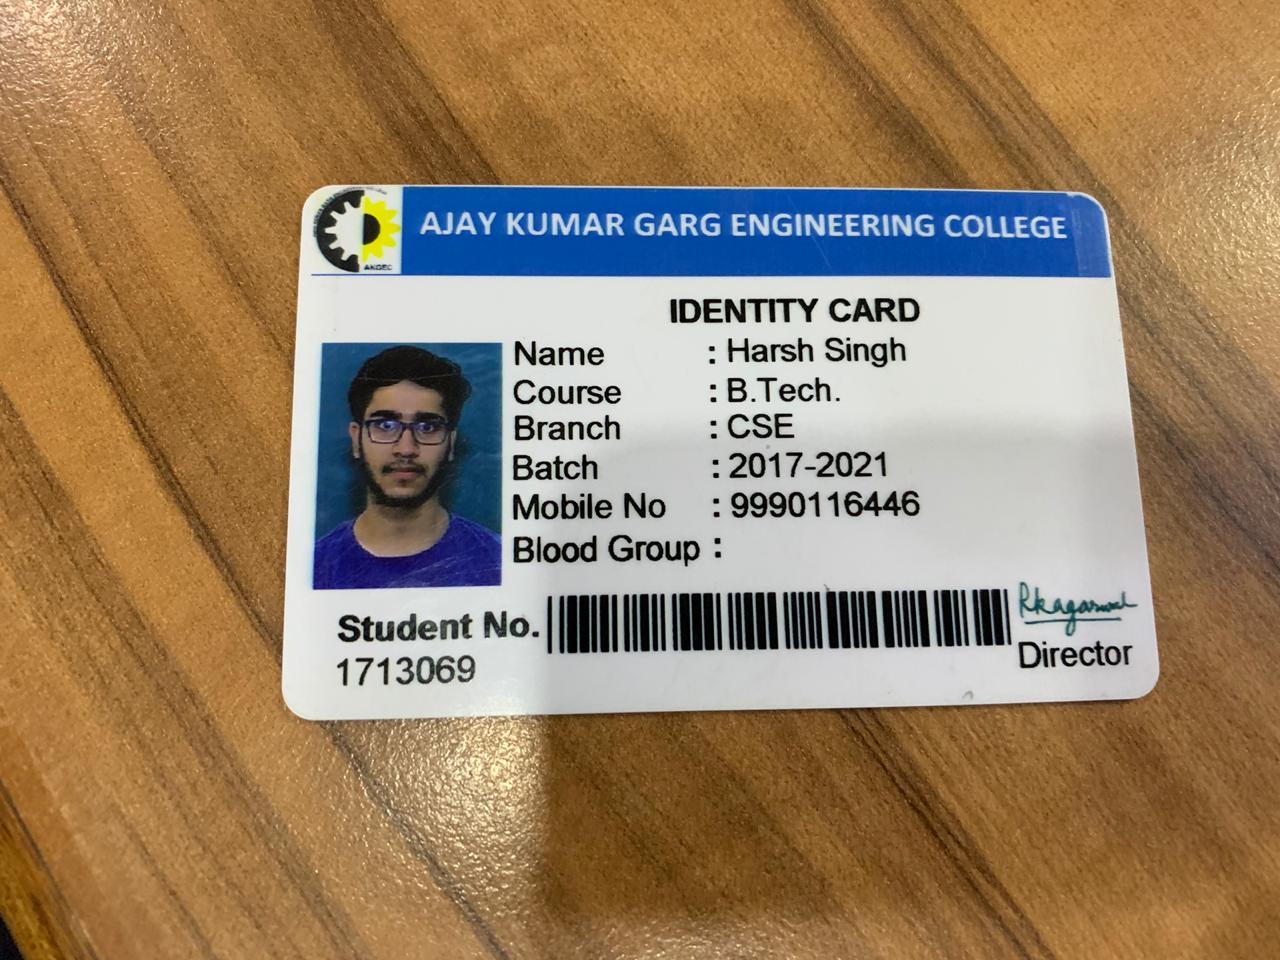 AJAY KUMAR GARG ENGINEERING COLLEGE
AKGEC
IDENTITY CARD
Name : Harsh Singh
Course : B.Tech.
Branch : CSE
Batch : 2017-2021
Mobile No : 9990116446
Blood Group :
Student No.
1713069
Rkagarwal
Director